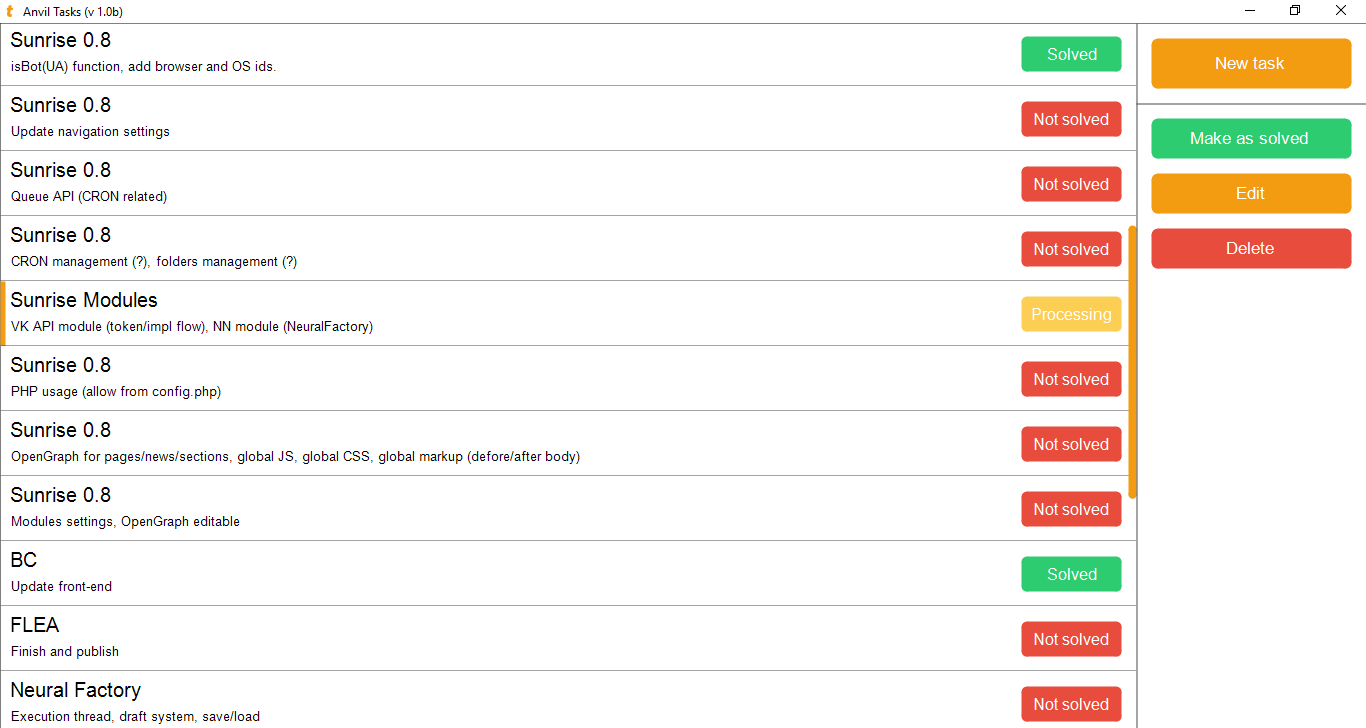 Anvil Tasks (v 1.0b)
Sunrise 0.8
isBot(UA) function, add browser and OS ids.
Solved
Sunrise 0.8
Update navigation settings
Not solved
Sunrise 0.8
Queue API (CRON related)
Not solved
Sunrise 0.8
CRON management (?), folders management (?)
Not solved
Sunrise Modules
VK API module (token/impl flow), NN module (NeuralFactory)
Processing
Sunrise 0.8
PHP usage (allow from config.php)
Not solved
Sunrise 0.8
OpenGraph for pages/news/sections, global JS, global CSS, global markup (defore/after body)
Not solved
Sunrise 0.8
Modules settings, OpenGraph editable
Not solved
BC
Update front-end
Solved
FLEA
Finish and publish
Not solved
Neural Factory
Execution thread, draft system, save/load
Not solved
New task
Make as solved
Edit
Delete